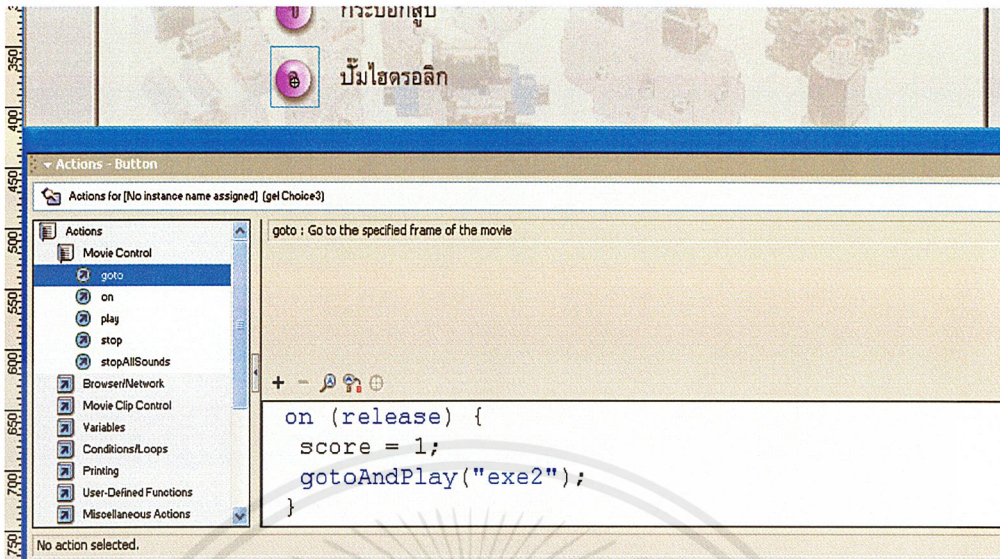 กระบอกสูบ
ปั๊มไฮดรอลิก
350
400
450
500
550
600
650
700
750
Actions - Button
Actions for [No instance name assigned] (gel Choice3)
Actions
Movie Control
goto
on
play
stop
stopAllSounds
Browser/Network
Movie Clip Control
Variables
Conditions/Loops
Printing
User-Defined Functions
Miscellaneous Actions
goto : Go to the specified frame of the movie
on (release) {
score = 1;
gotoAndPlay("exe2");
}
No action selected.